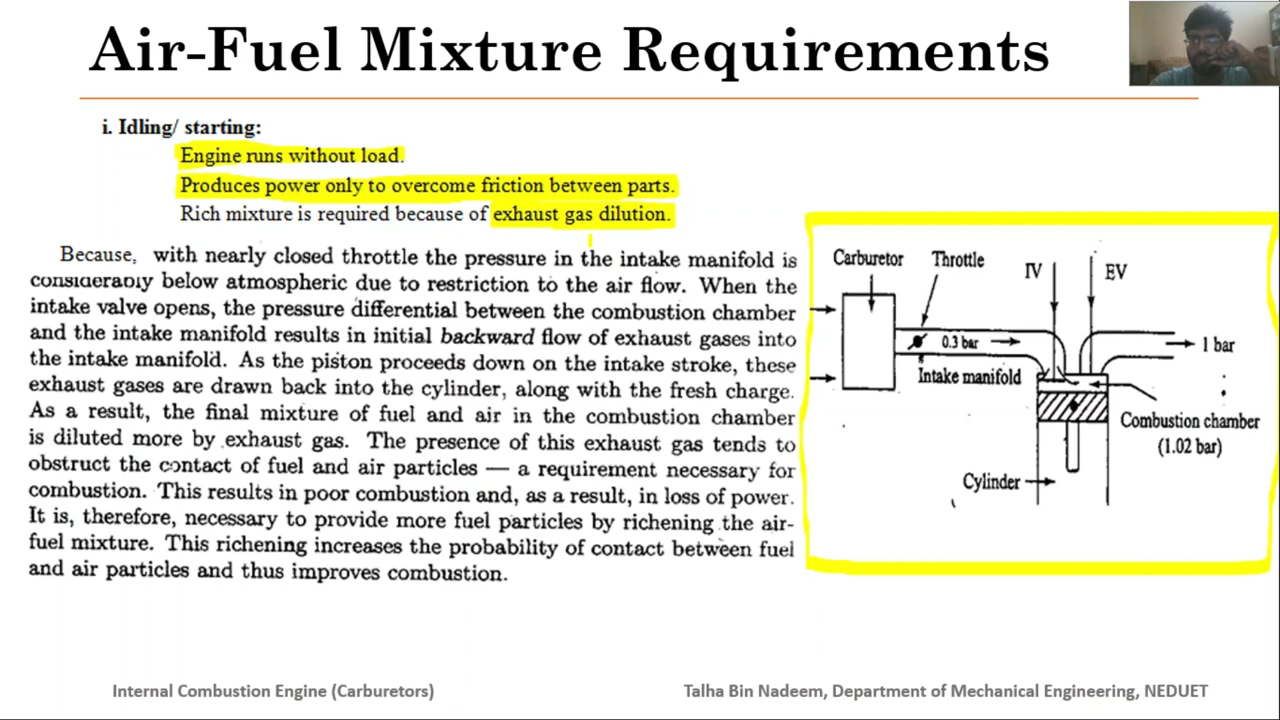 Air-Fuel Mixture Requirements
i. Idling/ starting:
Engine runs without load.
Produces power only to overcome friction between parts.
Rich mixture is required because of exhaust gas dilution.
Because, with nearly closed throttle the pressure in the intake manifold is
considerably below atmospheric due to restriction to the air flow. When the
intake valve opens, the pressure differential between the combustion chamber
and the intake manifold results in initial backward flow of exhaust gases into
the intake manifold. As the piston proceeds down on the intake stroke, these
exhaust gases are drawn back into the cylinder, along with the fresh charge.
As a result, the final mixture of fuel and air in the combustion chamber
is diluted more by exhaust gas. The presence of this exhaust gas tends to
obstruct the contact of fuel and air particles — a requirement necessary for
combustion. This results in poor combustion and, as a result, in loss of power.
It is, therefore, necessary to provide more fuel particles by richening the air-
fuel mixture. This richening increases the probability of contact between fuel
and air particles and thus improves combustion.
Carburetor
Throttle
IV
EV
0.3 bar
1 bar
Intake manifold
Combustion chamber
(1.02 bar)
Cylinder
Internal Combustion Engine (Carburetors)
Talha Bin Nadeem, Department of Mechanical Engineering, NEDUET